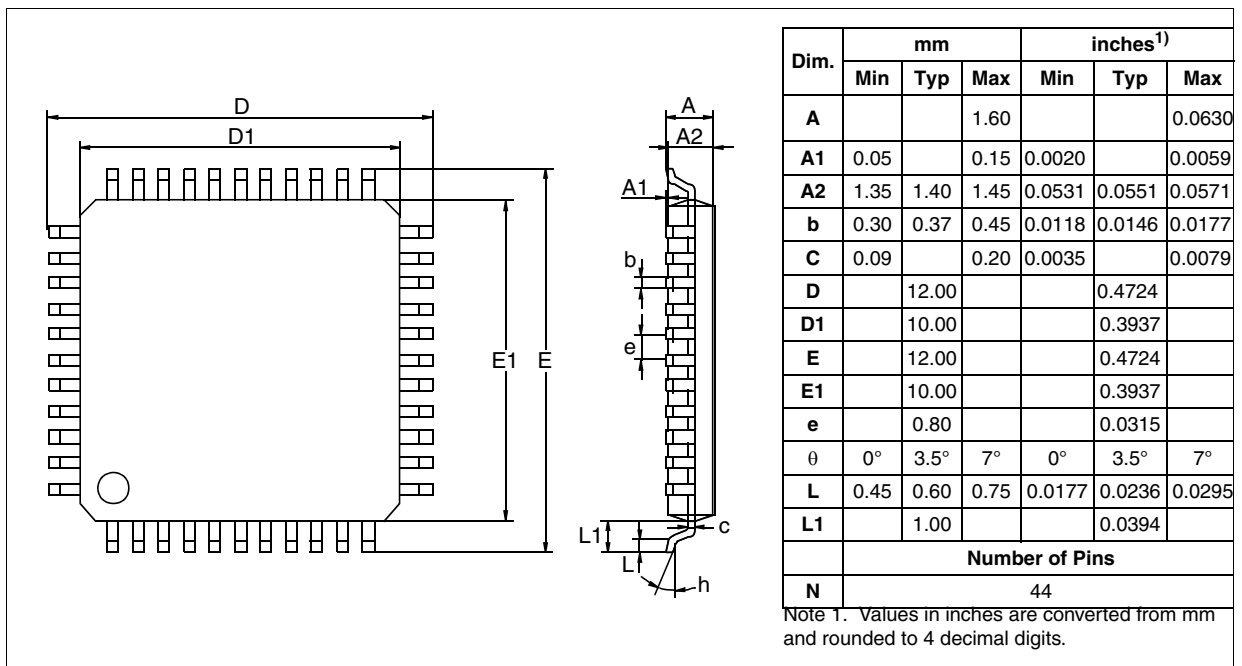 D
D1
E1
E
A
A2
A1
b
e
L1
c
L
h
Dim. mm inches1)
Min Typ Max Min Typ Max
A 1.60 0.0630
A1 0.05 0.15 0.0020 0.0059
A2 1.35 1.40 1.45 0.0531 0.0551 0.0571
b 0.30 0.37 0.45 0.0118 0.0146 0.0177
C 0.09 0.20 0.0035 0.0079
D 12.00 0.4724
D1 10.00 0.3937
E 12.00 0.4724
E1 10.00 0.3937
e 0.80 0.0315
θ 0° 3.5° 7° 0° 3.5° 7°
L 0.45 0.60 0.75 0.0177 0.0236 0.0295
L1 1.00 0.0394
Number of Pins
N 44
Note 1. Values in inches are converted from mm
and rounded to 4 decimal digits.